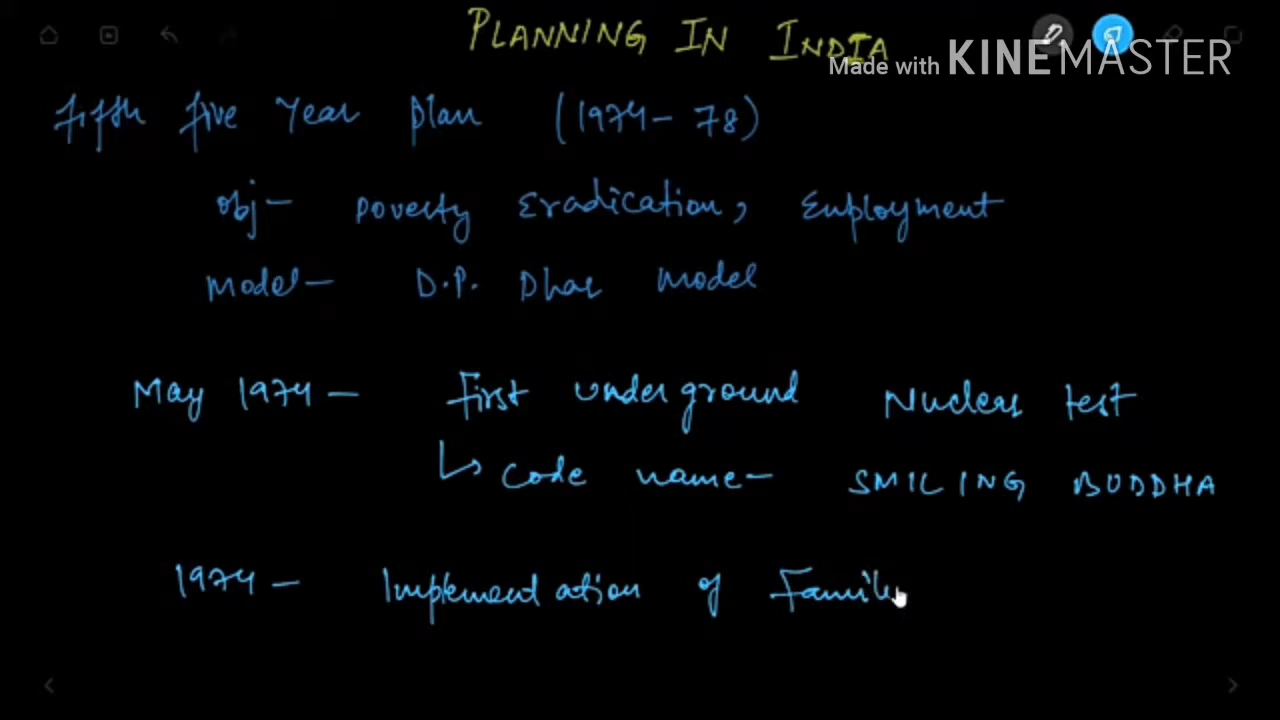 PLANNING IN INDIA
Made with KINEMASTER
Fifth five Year plan (1974-78)
obj- poverty Eradication, Employment
Model- D.P. Dhar model
May 1974- First underground Nuclear test
↳ code name- SMILING BUDDHA
1974- Implementation of Famil